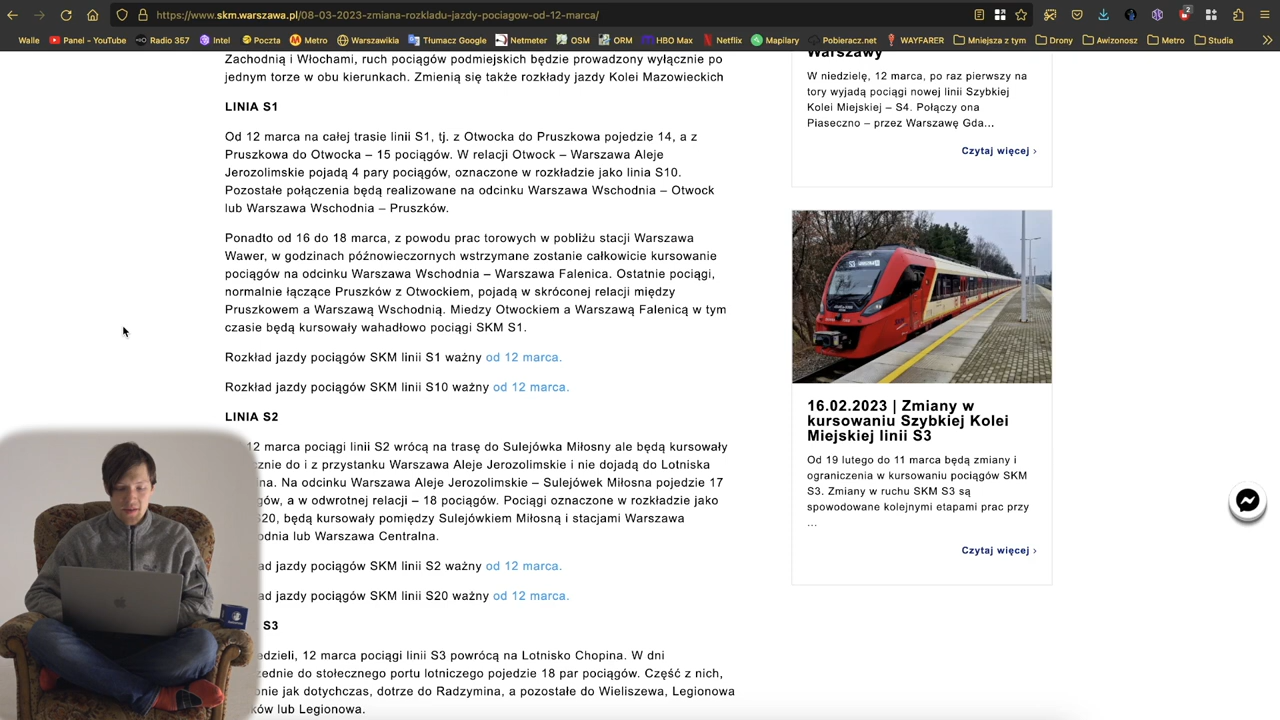 https://www.skm.warszawa.pl/08-03-2023-zmiana-rozkladu-jazdy-pociagow-od-12-marca/
2
Walle
Panel - YouTube
Radio 357
Intel
Poczta
Metro
Warszawikia
Tłumacz Google
Netmeter
OSM
ORM
HBO Max
Netflix
Mapilary
Pobieracz.net
WAYFARER
Mniejsza z tym
Drony
Awizonosz
Metro
Studia
Zachodnią i Włochami, ruch pociągów podmiejskich będzie prowadzony wyłącznie po
jednym torze w obu kierunkach. Zmienią się także rozkłady jazdy Kolei Mazowieckich
LINIA S1
Od 12 marca na całej trasie linii S1, tj. z Otwocka do Pruszkowa pojedzie 14, a z
Pruszkowa do Otwocka – 15 pociągów. W relacji Otwock – Warszawa Aleje
Jerozolimskie pojadą 4 pary pociągów, oznaczone w rozkładzie jako linia S10.
Pozostałe połączenia będą realizowane na odcinku Warszawa Wschodnia – Otwock
lub Warszawa Wschodnia – Pruszków.
Ponadto od 16 do 18 marca, z powodu prac torowych w pobliżu stacji Warszawa
Wawer, w godzinach późnowieczornych wstrzymane zostanie całkowicie kursowanie
pociągów na odcinku Warszawa Wschodnia – Warszawa Falenica. Ostatnie pociągi,
normalnie łączące Pruszków z Otwockiem, pojadą w skróconej relacji między
Pruszkowem a Warszawą Wschodnią. Miedzy Otwockiem a Warszawą Falenicą w tym
czasie będą kursowały wahadłowo pociągi SKM S1.
Rozkład jazdy pociągów SKM linii S1 ważny od 12 marca.
Rozkład jazdy pociągów SKM linii S10 ważny od 12 marca.
LINIA S2
12 marca pociągi linii S2 wrócą na trasę do Sulejówka Miłosny ale będą kursowały
znie do i z przystanku Warszawa Aleje Jerozolimskie i nie dojadą do Lotniska
na. Na odcinku Warszawa Aleje Jerozolimskie – Sulejówek Miłosna pojedzie 17
gów, a w odwrotnej relacji – 18 pociągów. Pociągi oznaczone w rozkładzie jako
S20, będą kursowały pomiędzy Sulejówkiem Miłosną i stacjami Warszawa
odnia lub Warszawa Centralna.
ad jazdy pociągów SKM linii S2 ważny od 12 marca.
ad jazdy pociągów SKM linii S20 ważny od 12 marca.
S3
edzieli, 12 marca pociągi linii S3 powrócą na Lotnisko Chopina. W dni
zednie do stołecznego portu lotniczego pojedzie 18 par pociągów. Część z nich,
onie jak dotychczas, dotrze do Radzymina, a pozostałe do Wieliszewa, Legionowa
ków lub Legionowa.
Warszawy
W niedzielę, 12 marca, po raz pierwszy na
tory wyjadą pociągi nowej linii Szybkiej
Kolei Miejskiej – S4. Połączy ona
Piaseczno – przez Warszawę Gda...
Czytaj więcej ›
16.02.2023 | Zmiany w
kursowaniu Szybkiej Kolei
Miejskiej linii S3
Od 19 lutego do 11 marca będą zmiany i
ograniczenia w kursowaniu pociągów SKM
S3. Zmiany w ruchu SKM S3 są
spowodowane kolejnymi etapami prac przy
...
Czytaj więcej ›